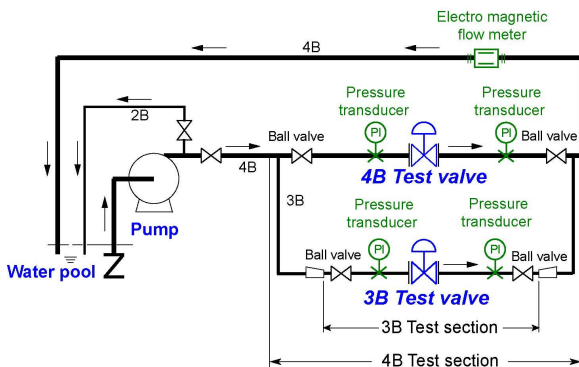 Electro magnetic
flow meter
4B
Pressure
transducer
Pressure
transducer
2B
PI
PI
Ball valve
Ball valve
4B
4B Test valve
3B
Pressure
transducer
Pressure
transducer
Pump
PI
PI
Ball valve
Ball valve
Water pool
3B Test valve
3B Test section
4B Test section